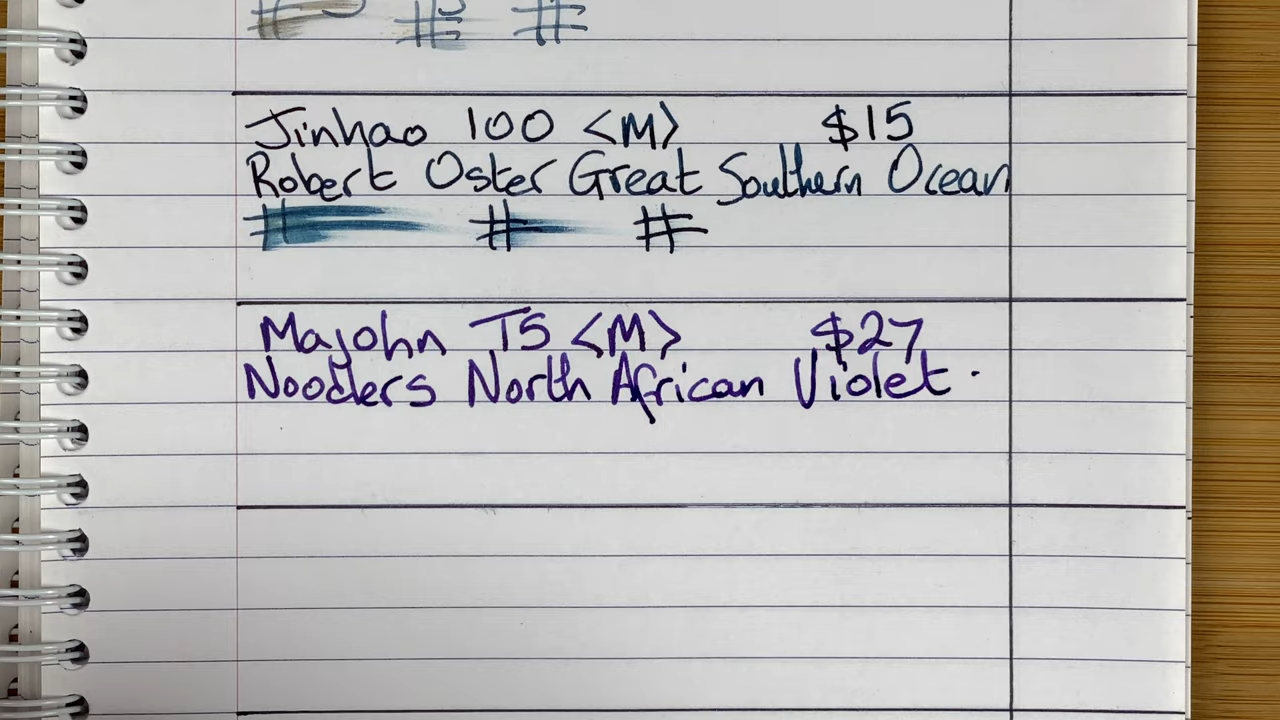 # # #
Jinhao 100 <M> $15
Robert Oster Great Southern Ocean
# # #
Majohn T5 <M> $27
Nooders North African Violet.